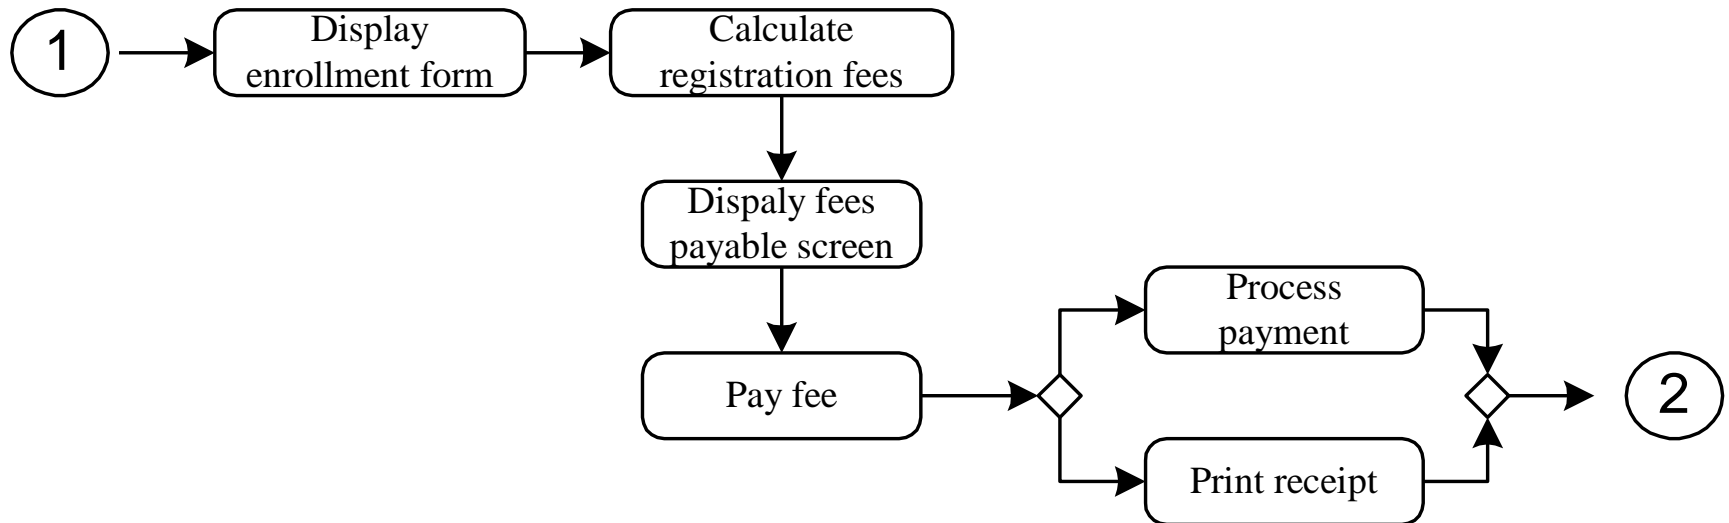 1
Display
enrollment form
Calculate
registration fees
Dispaly fees
payable screen
Pay fee
Process
payment
Print receipt
2